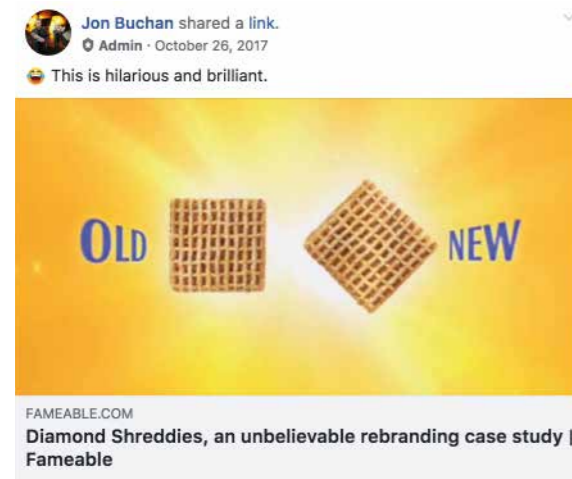 Jon Buchan shared a link.
Admin · October 26, 2017
😂 This is hilarious and brilliant.
OLD
NEW
FAMEABLE.COM
Diamond Shreddies, an unbelievable rebranding case study |
Fameable